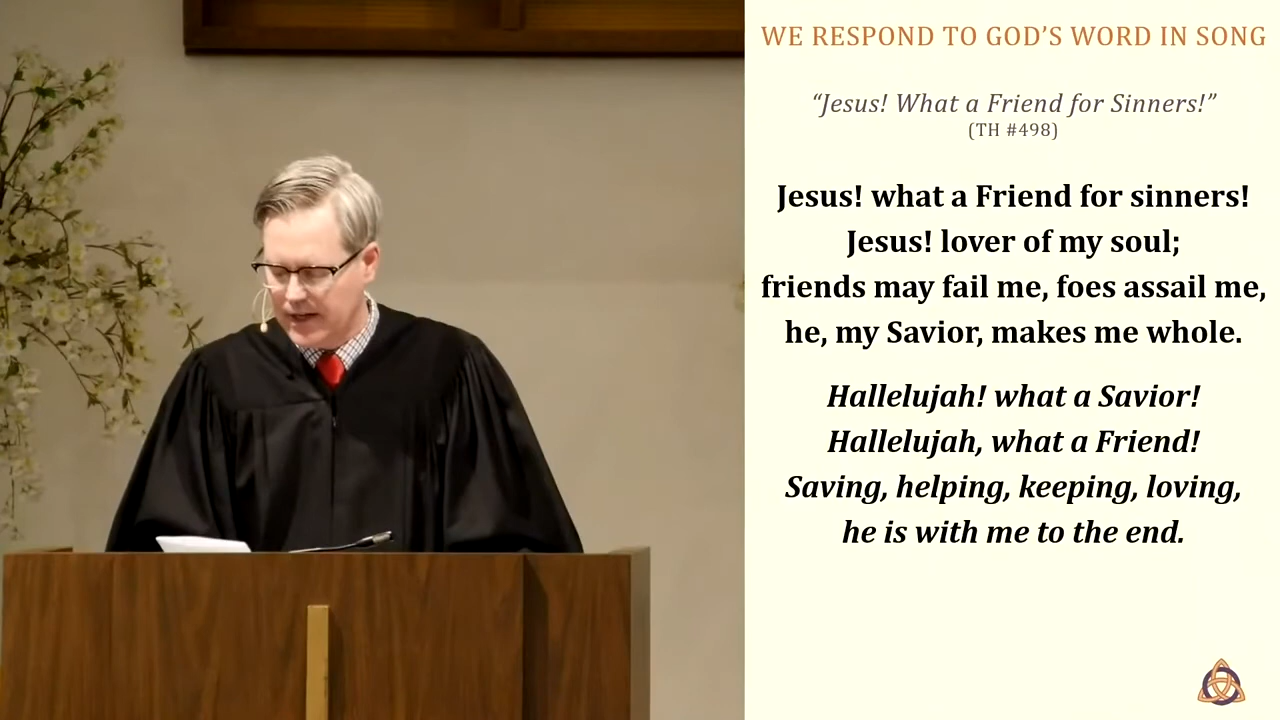 WE RESPOND TO GOD’S WORD IN SONG
“Jesus! What a Friend for Sinners!”
(TH #498)
Jesus! what a Friend for sinners!
Jesus! lover of my soul;
friends may fail me, foes assail me,
he, my Savior, makes me whole.
Hallelujah! what a Savior!
Hallelujah, what a Friend!
Saving, helping, keeping, loving,
he is with me to the end.